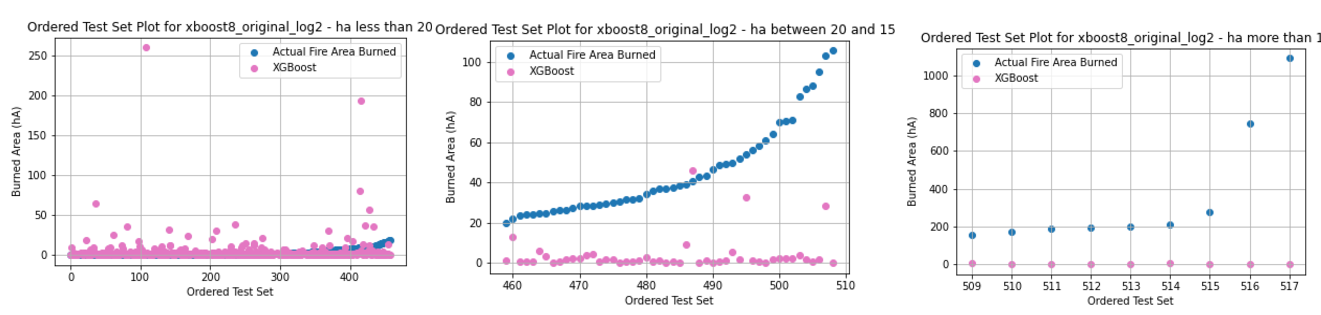 Ordered Test Set Plot for xboost8_original_log2 - ha less than 20
Actual Fire Area Burned
XGBoost
Burned Area (hA)
250
200
150
100
50
0
0 100 200 300 400
Ordered Test Set
Ordered Test Set Plot for xboost8_original_log2 - ha between 20 and 15
Actual Fire Area Burned
XGBoost
Burned Area (hA)
100
80
60
40
20
0
460 470 480 490 500 510
Ordered Test Set
Ordered Test Set Plot for xboost8_original_log2 - ha more than 1
Actual Fire Area Burned
XGBoost
Burned Area (hA)
1000
800
600
400
200
0
509 510 511 512 513 514 515 516 517
Ordered Test Set